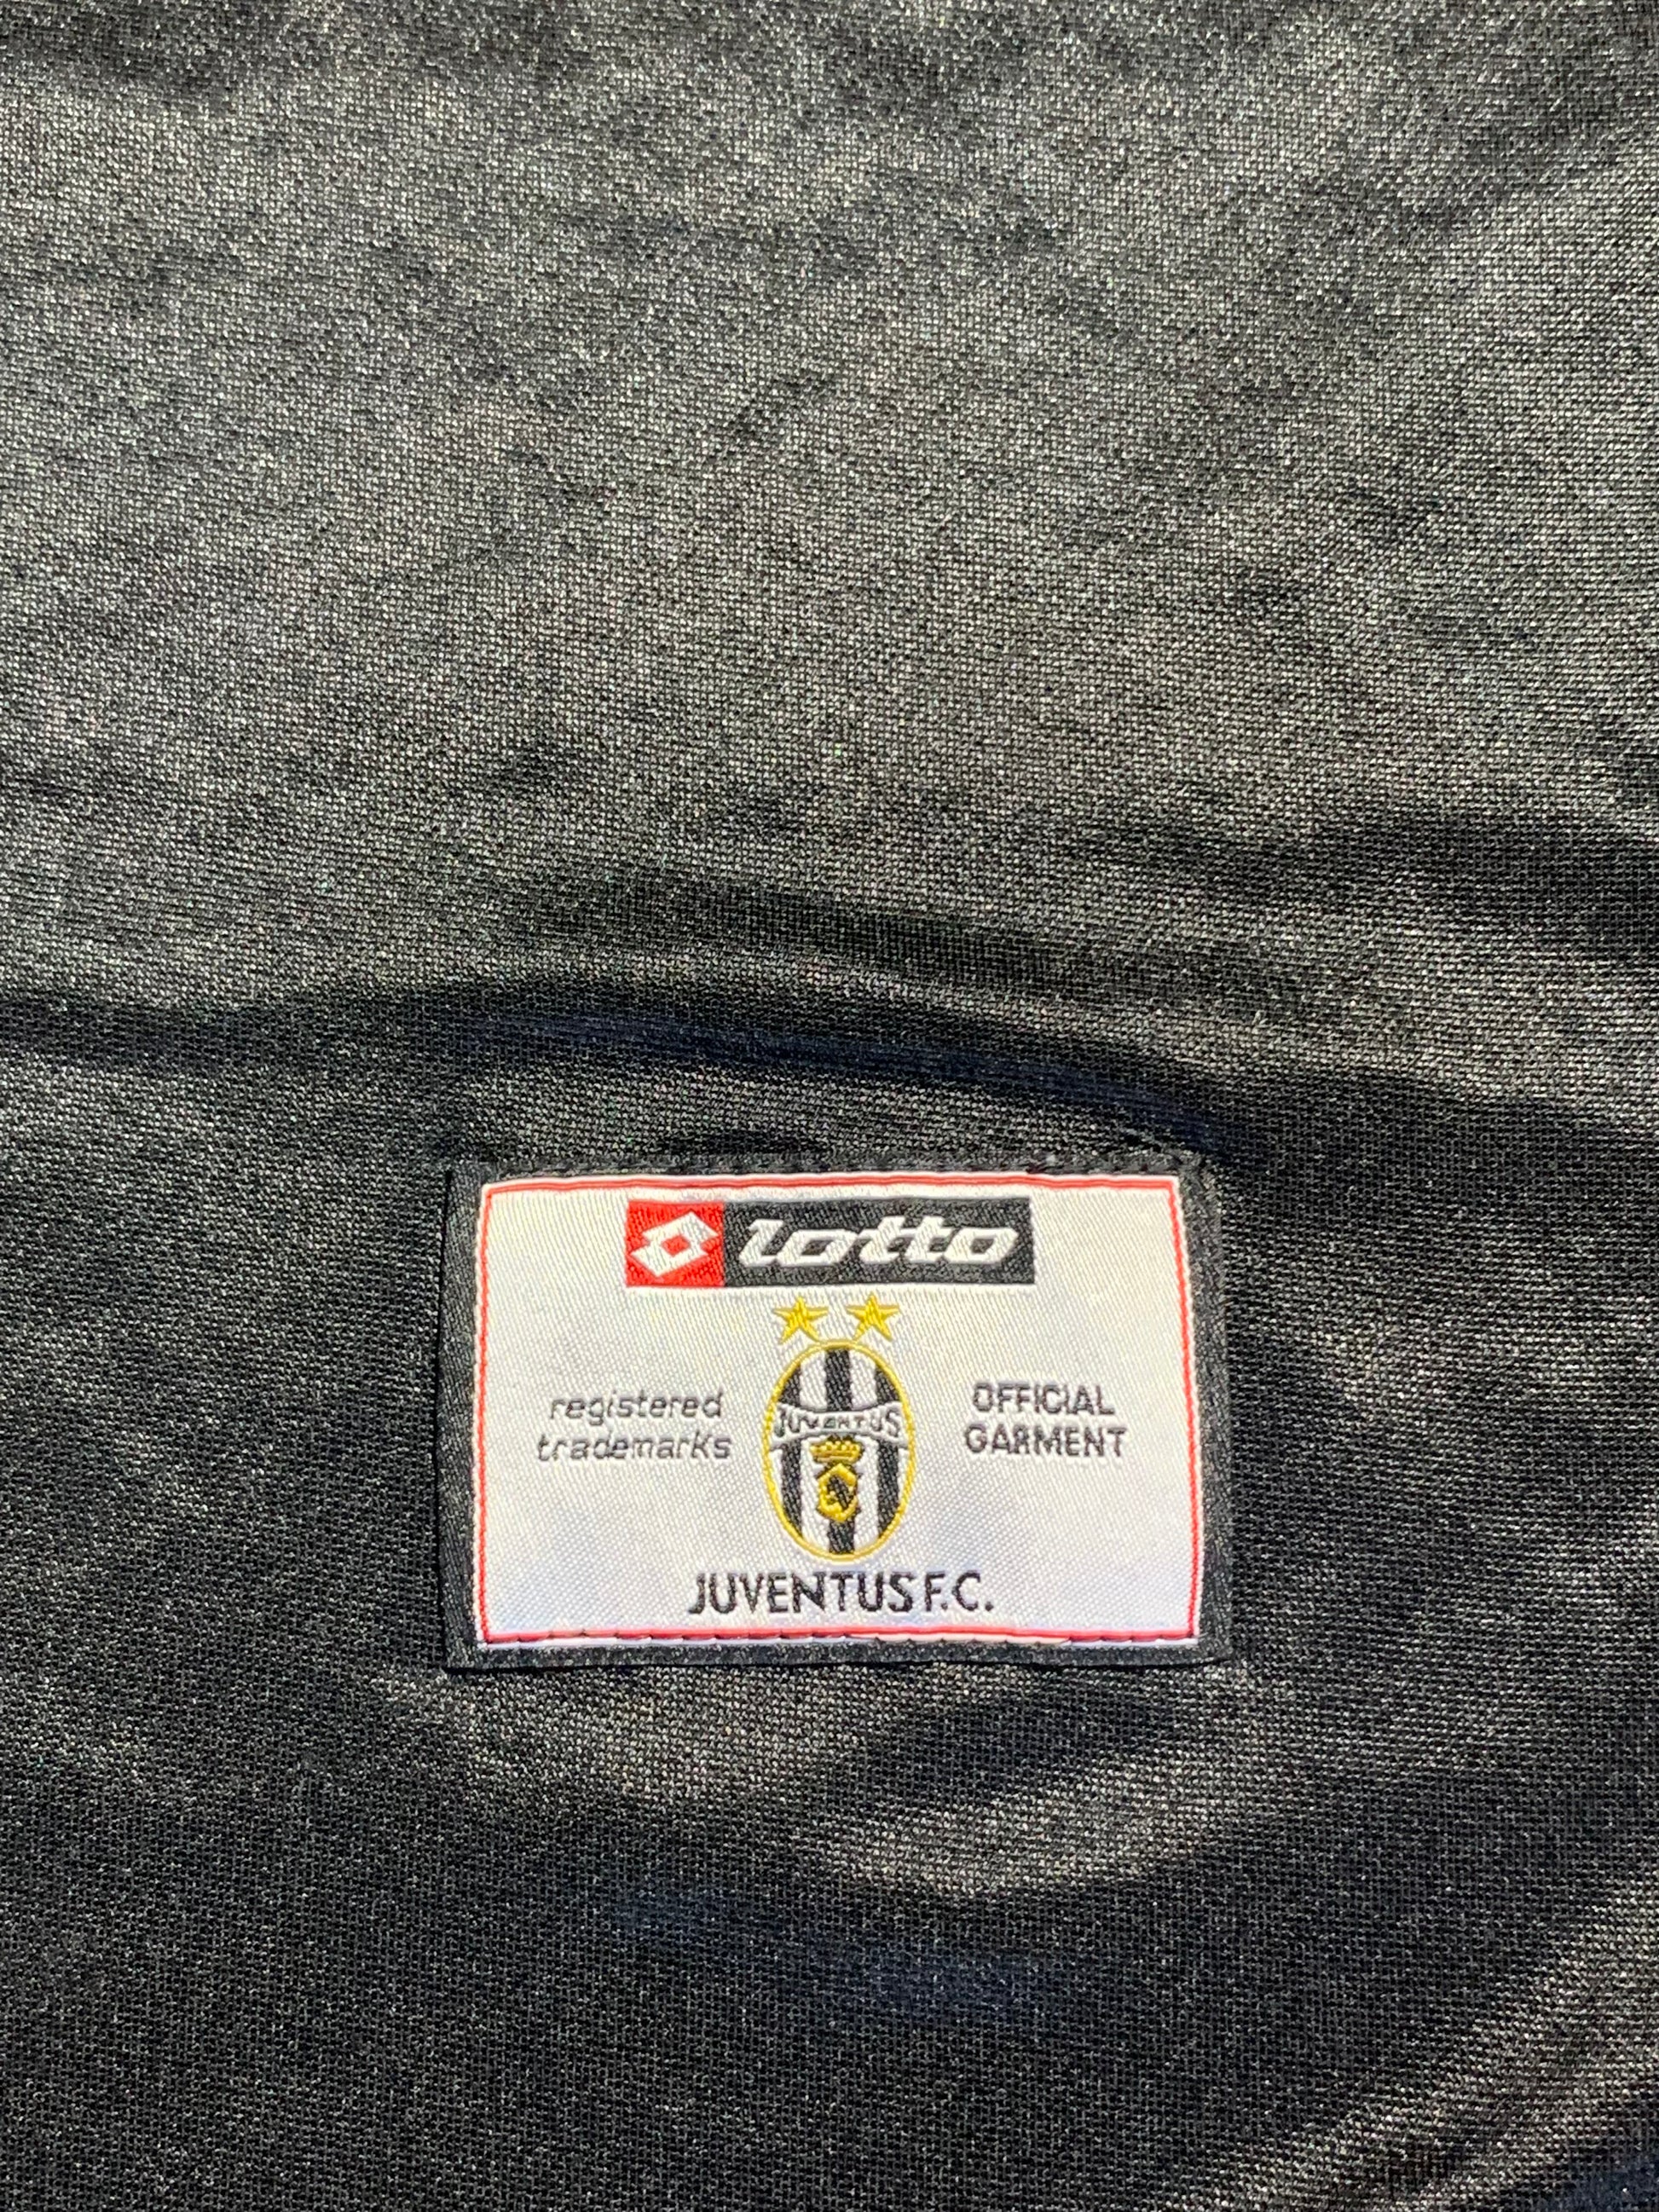 lotto
registered
trademarks
JUVENTUS
OFFICIAL
GARMENT
JUVENTUS F.C.